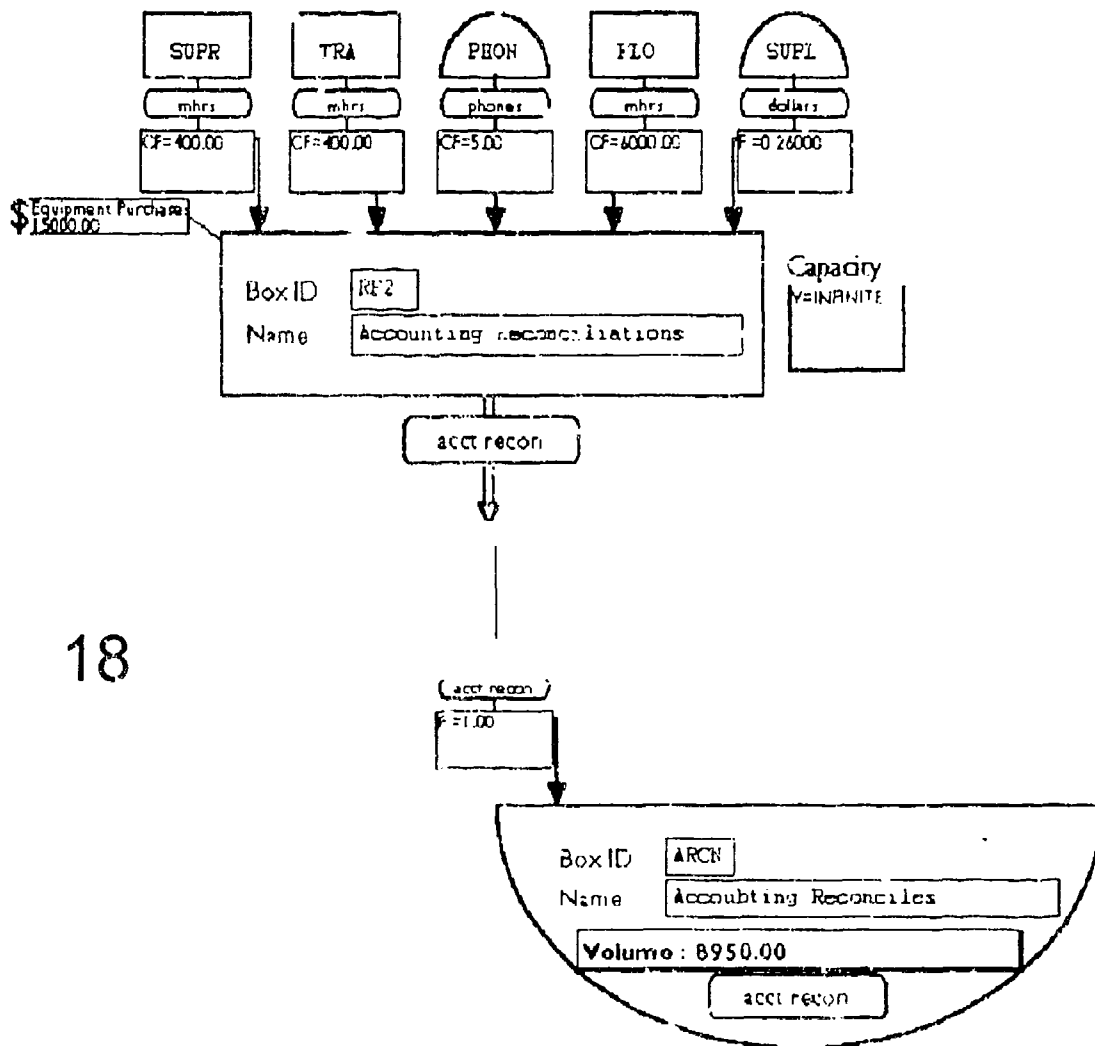 SUPR TRA PHON FLO SUPL
mhrs mhrs phones mhrs dollars
CF=400.00 CF=400.00 CF=5.00 CF=6000.00 F=0.26000
$ Equipment Purchases
15000.00
Capacity
Y=INFINITE
Box ID RF2
Name Accounting reconciliations
acct recon
18
acct recon
F=1.00
Box ID ARCN
Name Accoubting Reconciles
Volume : 8950.00
acct recon